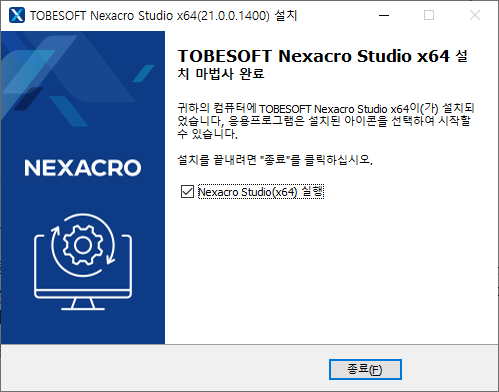 TOBESOFT Nexacro Studio x64(21.0.0.1400) 설치
TOBESOFT Nexacro Studio x64 설
치 마법사 완료
귀하의 컴퓨터에 TOBESOFT Nexacro Studio x64이(가) 설치되
었습니다, 응용프로그램은 설치된 아이콘을 선택하여 시작할
수 있습니다.
설치를 끝내려면 "종료"를 클릭하십시오.
NEXACRO
Nexacro Studio(x64) 실행
종료(F)